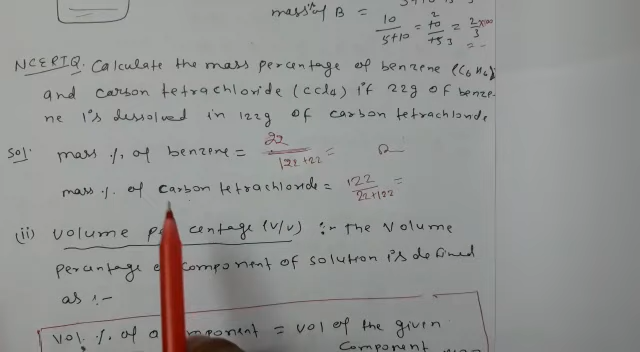 mass % of B = 10/5+10 = 10/15 = 2/3 × 100
NCERT Q. Calculate the mass percentage of benzene (C6H6)
and carbon tetrachloride (CCl4) if 22g of benze-
ne is dissolved in 122g of carbon tetrachloride
Sol: mass % of benzene = 22/122+22 =
mass % of carbon tetrachloride = 122/22+122 =
(ii) Volume percentage (V/V) :- The Volume
percentage of component of solution is defined
as :-
Vol % of a component = Vol of the given
component